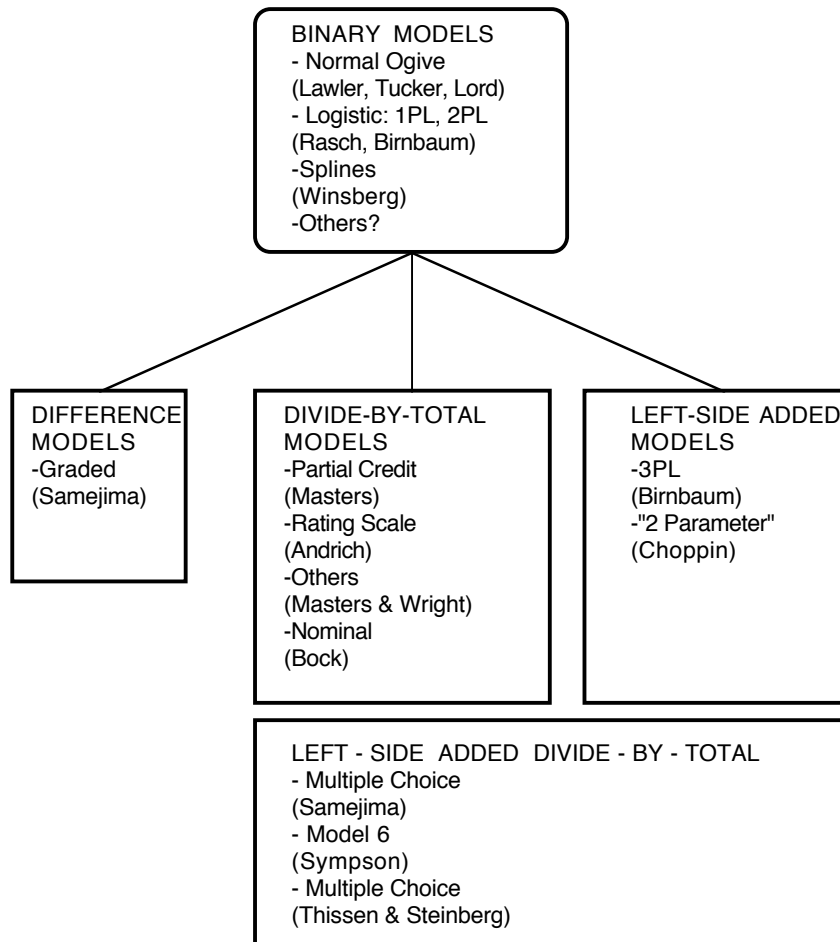 BINARY MODELS
- Normal Ogive
(Lawler, Tucker, Lord)
- Logistic: 1PL, 2PL
(Rasch, Birnbaum)
-Splines
(Winsberg)
-Others?
DIFFERENCE
MODELS
-Graded
(Samejima)
DIVIDE-BY-TOTAL
MODELS
-Partial Credit
(Masters)
-Rating Scale
(Andrich)
-Others
(Masters & Wright)
-Nominal
(Bock)
LEFT-SIDE ADDED
MODELS
-3PL
(Birnbaum)
-"2 Parameter"
(Choppin)
LEFT - SIDE ADDED DIVIDE - BY - TOTAL
- Multiple Choice
(Samejima)
- Model 6
(Sympson)
- Multiple Choice
(Thissen & Steinberg)